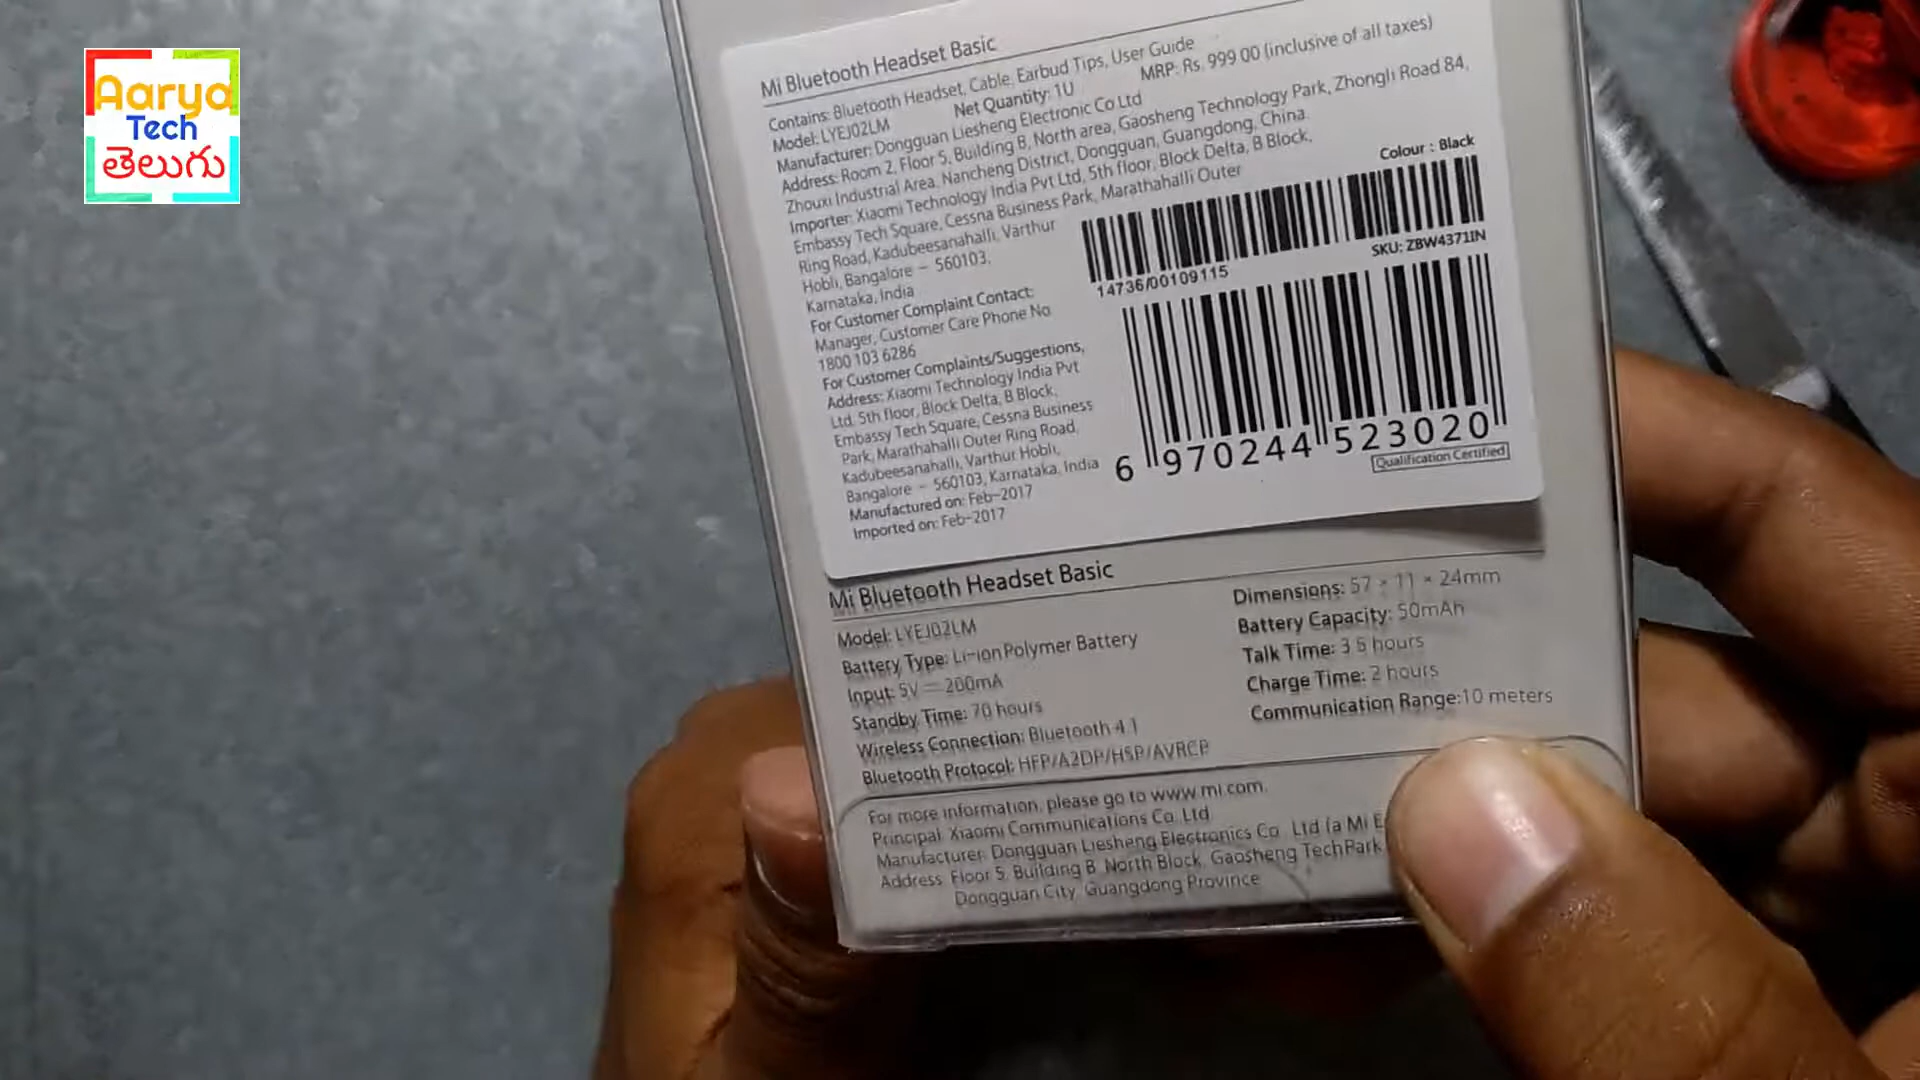 Aarya
Tech
తెలుగు
Mi Bluetooth Headset Basic
Contains: Bluetooth Headset, Cable, Earbud Tips, User Guide
Model: LYEJ02LM Net Quantity: 1U MRP: Rs. 999 00 (inclusive of all taxes)
Manufacturer: Dongguan Liesheng Electronic Co.Ltd
Address: Room 2, Floor 5, Building B, North area, Gaosheng Technology Park, Zhongli Road 84,
Zhouxi Industrial Area, Nancheng District, Dongguan, Guangdong, China.
Importer: Xiaomi Technology India Pvt Ltd, 5th floor, Block Delta, B Block,
Embassy Tech Square, Cessna Business Park, Marathahalli Outer
Ring Road, Kadubeesanahalli, Varthur
Hobli, Bangalore – 560103,
Karnataka, India
For Customer Complaint Contact:
Manager, Customer Care Phone No
1800 103 6286
For Customer Complaints/Suggestions,
Address: Xiaomi Technology India Pvt
Ltd, 5th floor, Block Delta, B Block,
Embassy Tech Square, Cessna Business
Park, Marathahalli Outer Ring Road,
Kadubeesanahalli, Varthur Hobli,
Bangalore – 560103, Karnataka, India
Manufactured on: Feb-2017
Imported on: Feb-2017
Colour : Black
14736/00109115
SKU: ZBW4371IN
6 970244 523020
Qualification Certified
Mi Bluetooth Headset Basic
Model: LYEJ02LM
Battery Type: Li-ion Polymer Battery
Input: 5V ⎓ 200mA
Standby Time: 70 hours
Wireless Connection: Bluetooth 4.1
Bluetooth Protocol: HFP/A2DP/HSP/AVRCP
Dimensions: 57 × 11 × 24mm
Battery Capacity: 50mAh
Talk Time: 3 5 hours
Charge Time: 2 hours
Communication Range:10 meters
For more information, please go to www.mi.com.
Principal: Xiaomi Communications Co. Ltd.
Manufacturer: Dongguan Liesheng Electronics Co., Ltd (a Mi E
Address: Floor 5, Building B, North Block, Gaosheng TechPark
Dongguan City, Guangdong Province